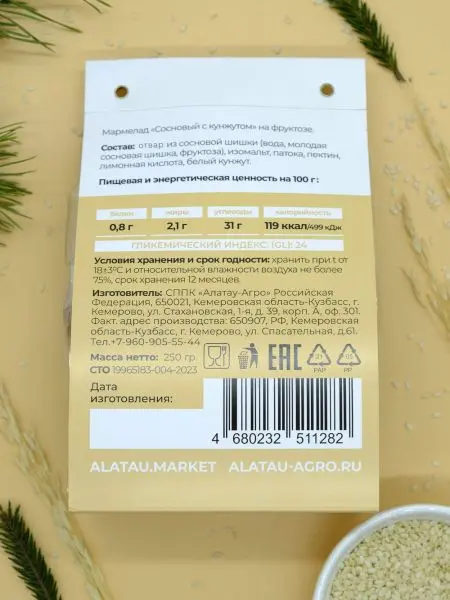 Мармелад «Сосновый с кунжутом» на фруктозе.
Состав: отвар из сосновой шишки (вода, молодая
сосновая шишка, фруктоза), изомальт, патока, пектин,
лимонная кислота, белый кунжут.
Пищевая и энергетическая ценность на 100 г:
белки жиры углеводы калорийность
0,8 г 2,1 г 31 г 119 ккал/499 кДж
ГЛИКЕМИЧЕСКИЙ ИНДЕКС (GL): 24
Условия хранения и срок годности: хранить при t от
18±3°С и относительной влажности воздуха не более
75%, срок хранения 12 месяцев.
Изготовитель: СППК «Алатау-Агро» Российская
Федерация, 650021, Кемеровская область-Кузбасс, г.
Кемерово, ул. Стахановская, 1-я, д. 39, корп. А, оф. 301.
Факт. адрес производства: 650907, РФ, Кемеровская
область-Кузбасс, г. Кемерово, ул. Спасательная, д.61.
Тел.+7-960-905-55-44
Масса нетто: 250 гр.
СТО 19965183-004-2023
EAC
21
PAP
05
PP
Дата
изготовления:
4 680232 511282
ALATAU.MARKET ALATAU-AGRO.RU